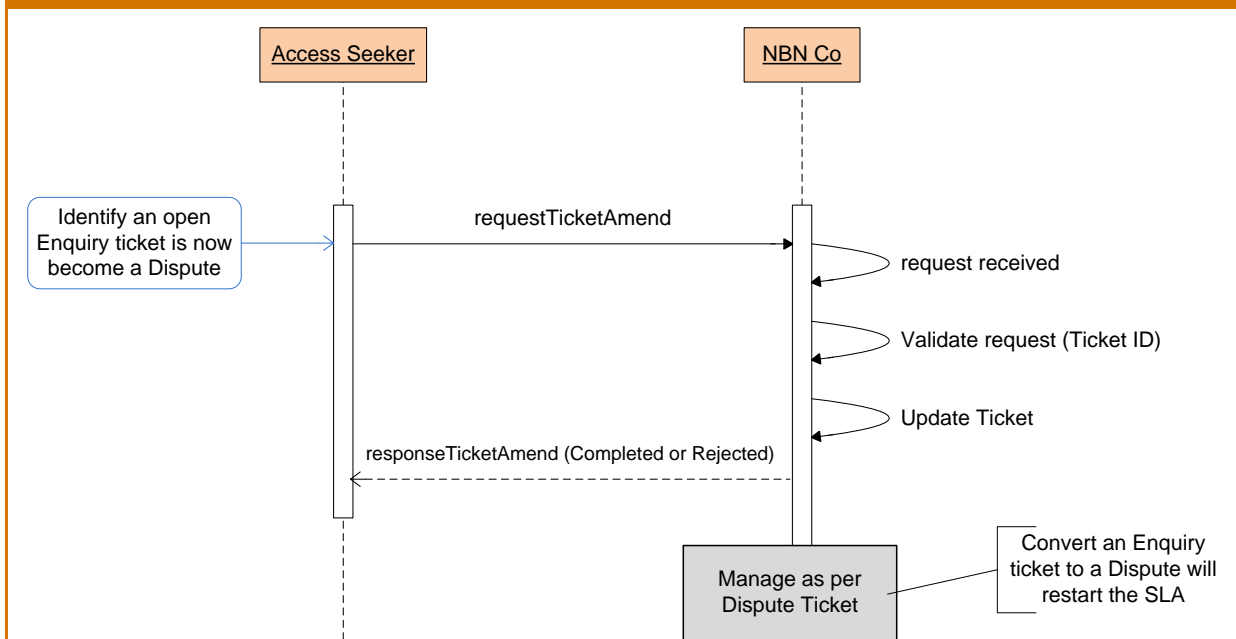 Access Seeker
NBN Co
Identify an open
Enquiry ticket is now
become a Dispute
requestTicketAmend
request received
Validate request (Ticket ID)
Update Ticket
responseTicketAmend (Completed or Rejected)
Manage as per
Dispute Ticket
Convert an Enquiry
ticket to a Dispute will
restart the SLA